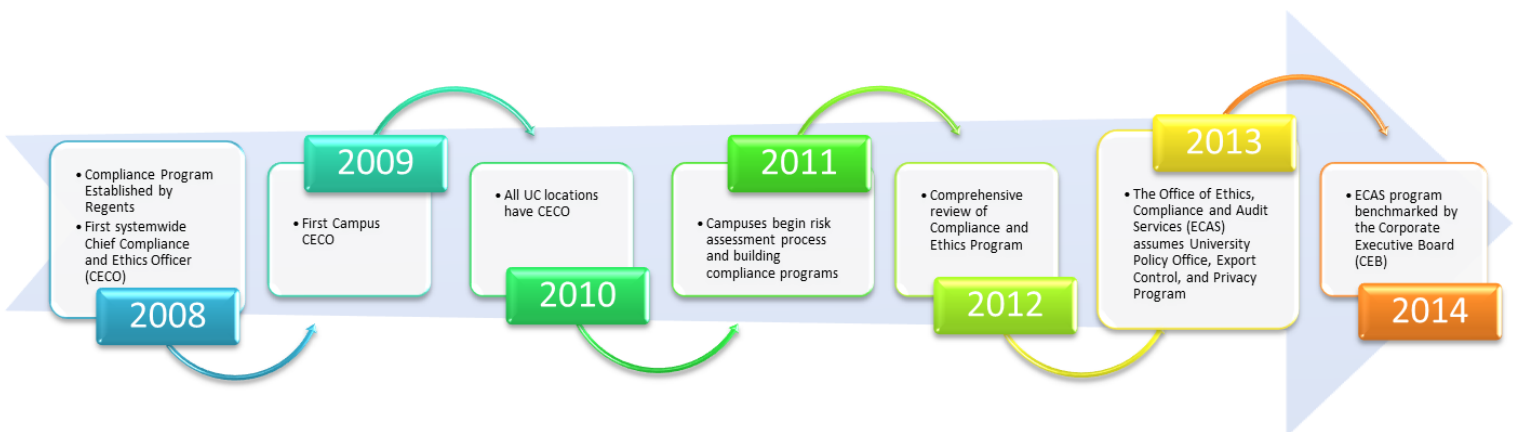 • Compliance Program
Established by
Regents
• First systemwide
Chief Compliance
and Ethics Officer
(CECO)
2008
2009
• First Campus
CECO
• All UC locations
have CECO
2010
2011
• Campuses begin risk
assessment process
and building
compliance programs
• Comprehensive
review of
Compliance and
Ethics Program
2012
2013
• The Office of Ethics,
Compliance and Audit
Services (ECAS)
assumes University
Policy Office, Export
Control, and Privacy
Program
• ECAS program
benchmarked by
the Corporate
Executive Board
(CEB)
2014